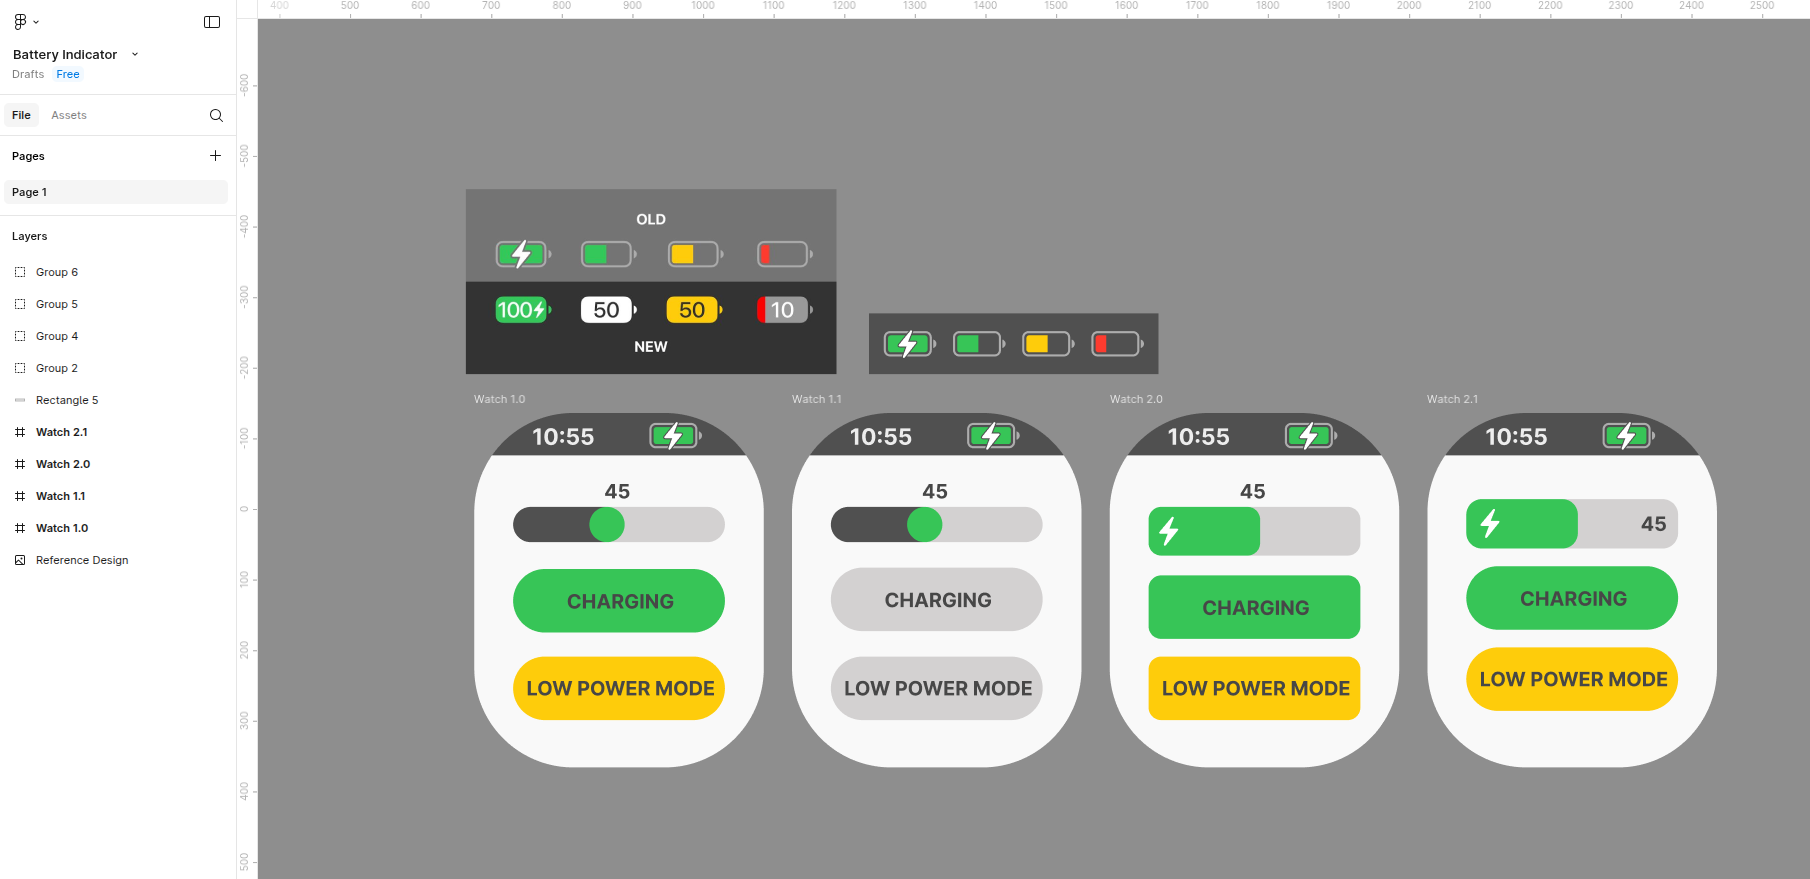 400 500 600 700 800 900 1000 1100 1200 1300 1400 1500 1600 1700 1800 1900 2000 2100 2200 2300 2400 2500
Battery Indicator
Drafts Free
File Assets
Pages
Page 1
Layers
Group 6
Group 5
Group 4
Group 2
Rectangle 5
Watch 2.1
Watch 2.0
Watch 1.1
Watch 1.0
Reference Design
-600
-500
-400
-300
-200
-100
0
100
200
300
400
500
OLD
100 50 50 10
NEW
Watch 1.0
10:55
45
CHARGING
LOW POWER MODE
Watch 1.1
10:55
45
CHARGING
LOW POWER MODE
Watch 2.0
10:55
45
CHARGING
LOW POWER MODE
Watch 2.1
10:55
45
CHARGING
LOW POWER MODE